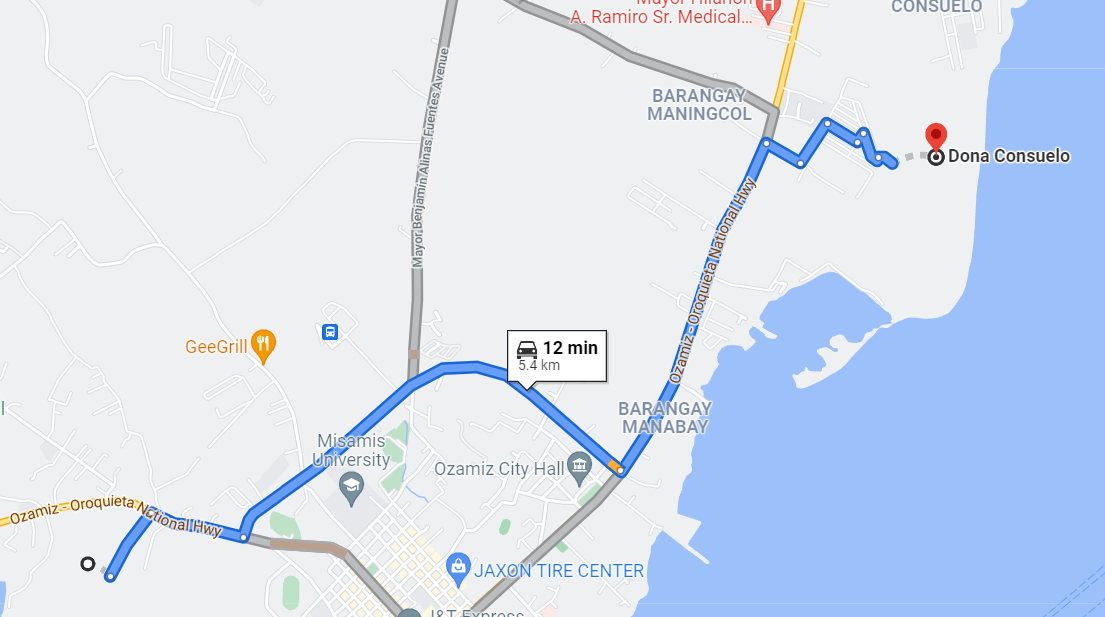 Mayor Hilarion
A. Ramiro Sr. Medical...
CONSUELO
BARANGAY
MANINGCOL
Dona Consuelo
Mayor Benjamin Alinas Fuentes Avenue
Ozamiz - Oroquieta National Hwy
GeeGrill
12 min
5.4 km
BARANGAY
MANABAY
Misamis
University
Ozamiz City Hall
Ozamiz - Oroquieta National Hwy
JAXON TIRE CENTER
J&T Express